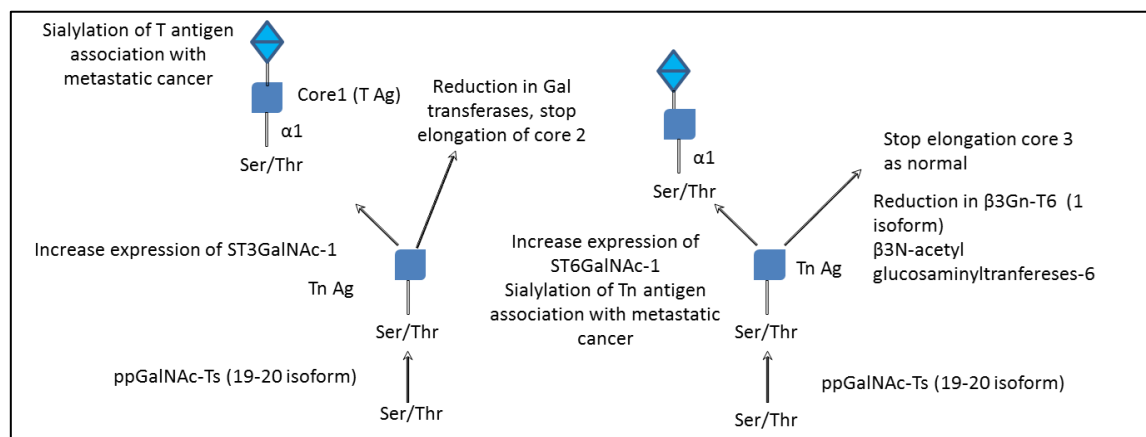 Sialylation of T antigen
association with
metastatic cancer
Core1 (T Ag)
α1
Ser/Thr
Reduction in Gal
transferases, stop
elongation of core 2
Increase expression of ST3GalNAc-1
Tn Ag
Ser/Thr
ppGalNAc-Ts (19-20 isoform)
Ser/Thr
α1
Ser/Thr
Stop elongation core 3
as normal
Reduction in β3Gn-T6 (1
isoform)
β3N-acetyl
glucosaminyltranfereses-6
Increase expression of
ST6GalNAc-1
Sialylation of Tn antigen
association with metastatic
cancer
Tn Ag
Ser/Thr
ppGalNAc-Ts (19-20 isoform)
Ser/Thr